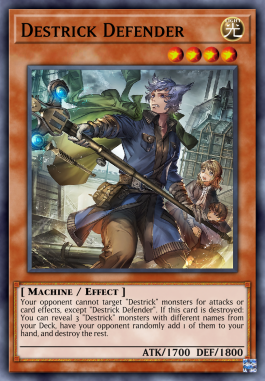 DESTRICK DEFENDER
LIGHT
光
[ MACHINE / EFFECT ]
Your opponent cannot target "Destrick" monsters for attacks or
card effects, except "Destrick Defender". If this card is destroyed:
You can reveal 3 "Destrick" monsters with different names from
your Deck, have your opponent randomly add 1 of them to your
hand, and destroy the rest.
ATK/1700 DEF/1800